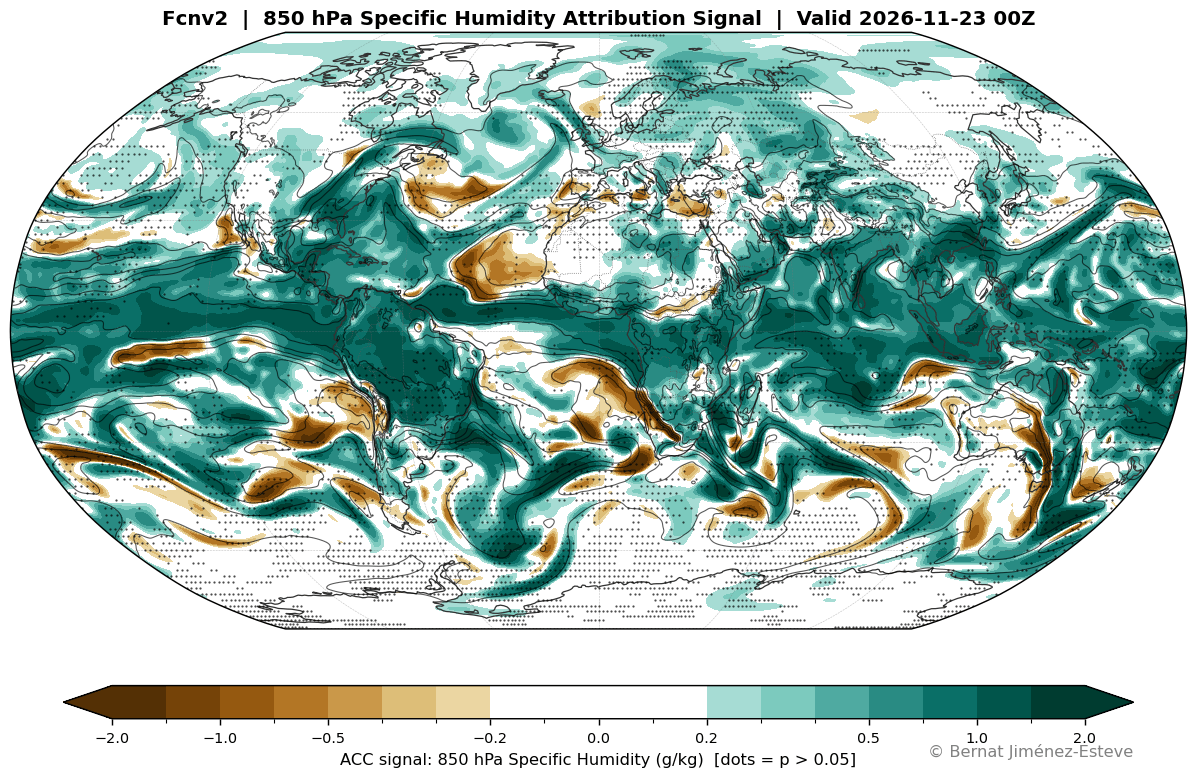 Fcnv2 | 850 hPa Specific Humidity Attribution Signal | Valid 2026-11-23 00Z
−2.0 −1.0 −0.5 −0.2 0.0 0.2 0.5 1.0 2.0
ACC signal: 850 hPa Specific Humidity (g/kg) [dots = p > 0.05]
© Bernat Jiménez-Esteve